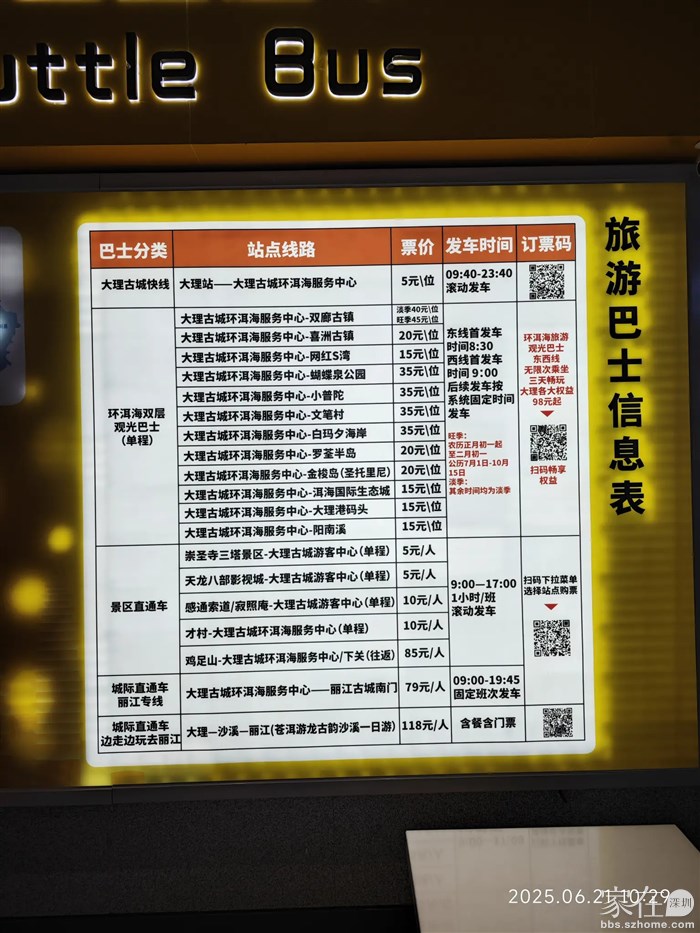 uttle Bus
旅游巴士信息表
巴士分类 站点线路 票价 发车时间 订票码
大理古城快线 大理站——大理古城环洱海服务中心 5元\位 09:40-23:40
滚动发车
环洱海双层
观光巴士
(单程)
大理古城环洱海服务中心-双廊古镇 淡季40元\位
旺季45元\位
大理古城环洱海服务中心-喜洲古镇 20元\位
大理古城环洱海服务中心-网红S湾 15元\位
大理古城环洱海服务中心-蝴蝶泉公园 35元\位
大理古城环洱海服务中心-小普陀 35元\位
大理古城环洱海服务中心-文笔村 35元\位
大理古城环洱海服务中心-白玛夕海岸 35元\位
大理古城环洱海服务中心-罗荃半岛 20元\位
大理古城环洱海服务中心-金梭岛(圣托里尼) 20元\位
大理古城环洱海服务中心-洱海国际生态城 15元\位
大理古城环洱海服务中心-大理港码头 15元\位
大理古城环洱海服务中心-阳南溪 15元\位
东线首发车
时间8:30
西线首发车
时间 9:00
后续发车按
系统固定时间
发车
旺季:
农历正月初一起
至二月初一
公历7月1日-10月
15日
淡季:
其余时间均为淡季
环洱海旅游
观光巴士
东西线
无限次乘坐
三天畅玩
大理各大权益
98元起
扫码畅享
权益
景区直通车
崇圣寺三塔景区-大理古城游客中心(单程) 5元/人
天龙八部影视城-大理古城游客中心(单程) 5元/人
感通索道/寂照庵-大理古城游客中心(单程) 10元/人
才村-大理古城环洱海服务中心(单程) 10元/人
鸡足山-大理古城环洱海服务中心/下关(往返) 85元/人
9:00—17:00
1小时/班
滚动发车
扫码下拉菜单
选择站点购票
城际直通车
丽江专线
大理古城环洱海服务中心——丽江古城南门 79元/人 09:00-19:45
固定班次发车
城际直通车
边走边玩去丽江
大理—沙溪—丽江(苍洱游龙古韵沙溪一日游) 118元/人 含餐含门票
2025.06.21 10:29
家在深圳
bbs.szhome.com